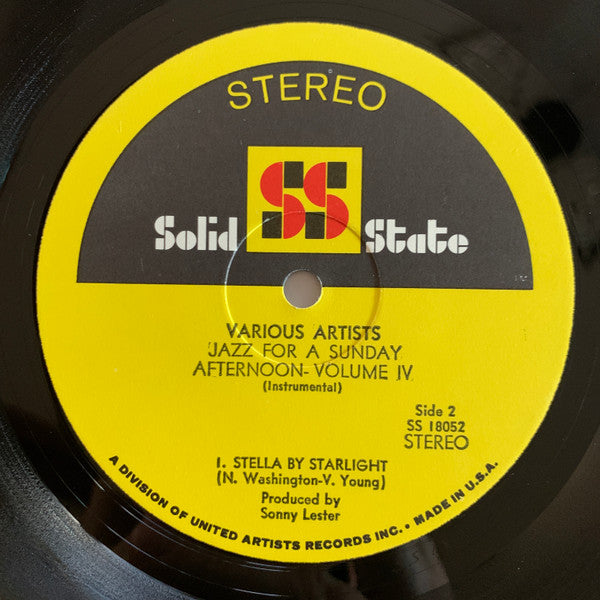 STEREO
SS
Solid State
VARIOUS ARTISTS
JAZZ FOR A SUNDAY
AFTERNOON-VOLUME IV
(Instrumental)
Side 2
SS 18052
STEREO
1. STELLA BY STARLIGHT
(N. Washington-V. Young)
Produced by
Sonny Lester
A DIVISION OF UNITED ARTISTS RECORDS INC. • MADE IN U.S.A.